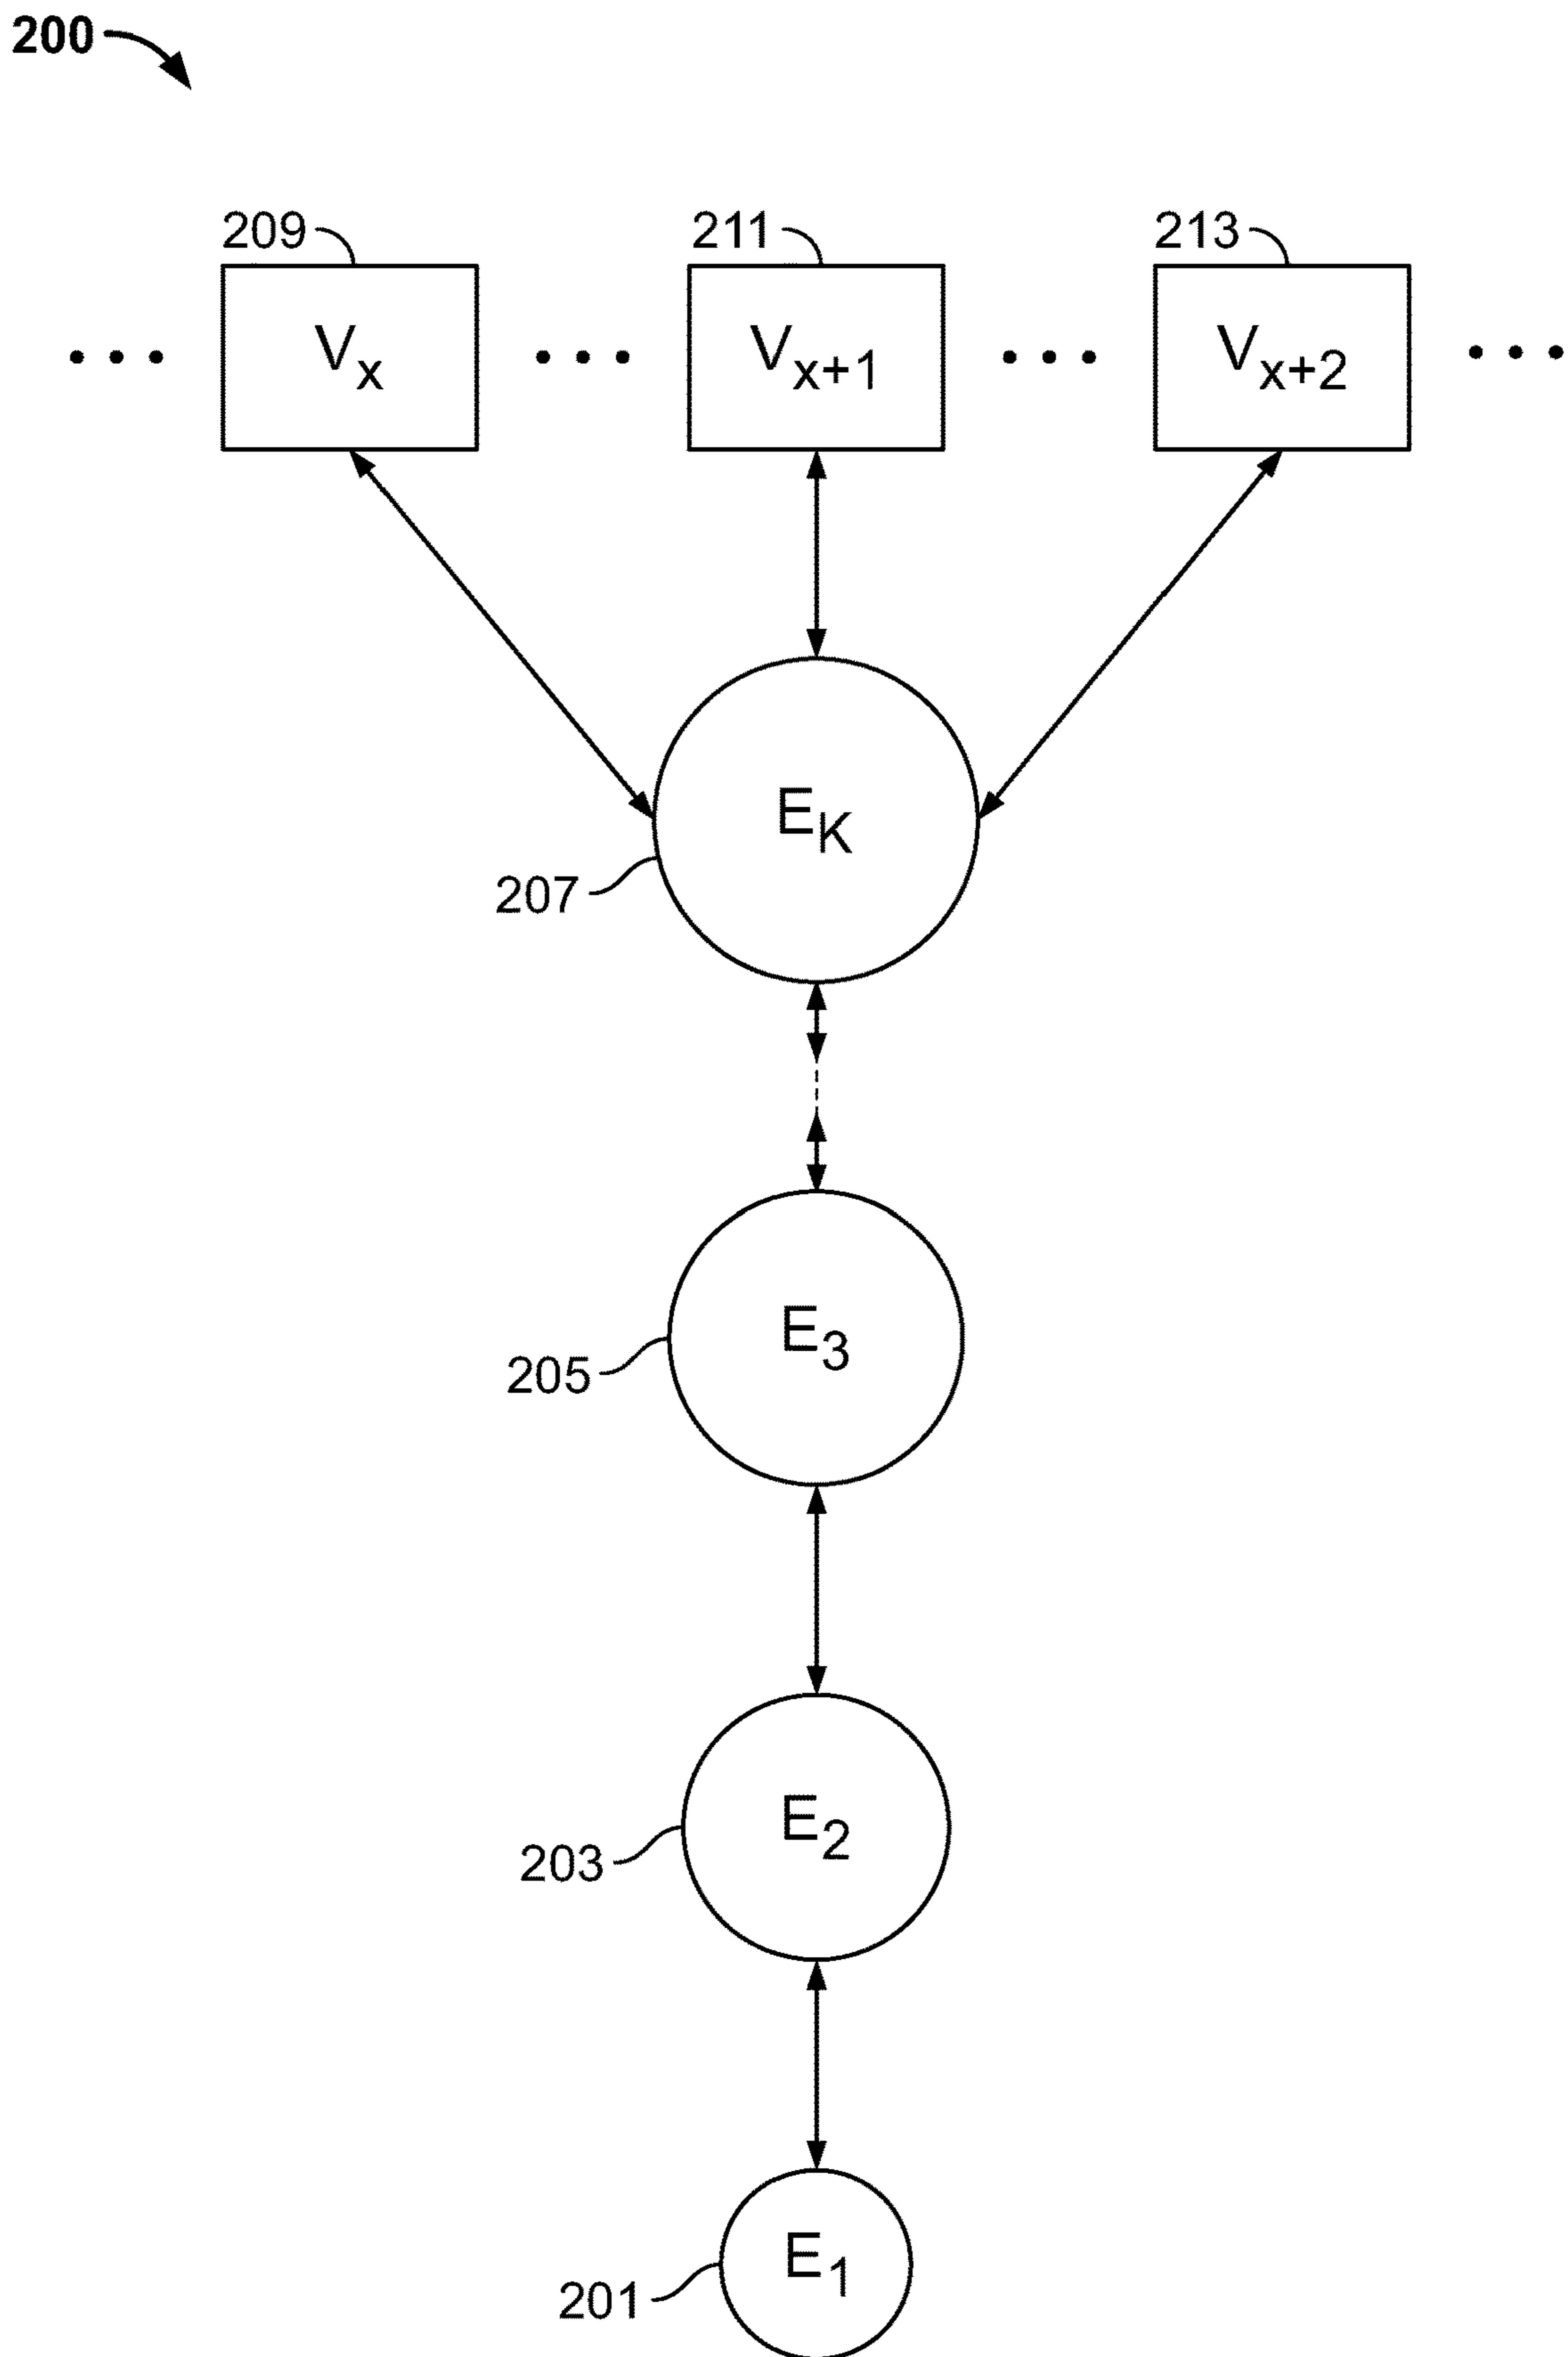 200
209 211 213
... Vx ... Vx+1 ... Vx+2 ...
EK
207
E3
205
E2
203
E1
201